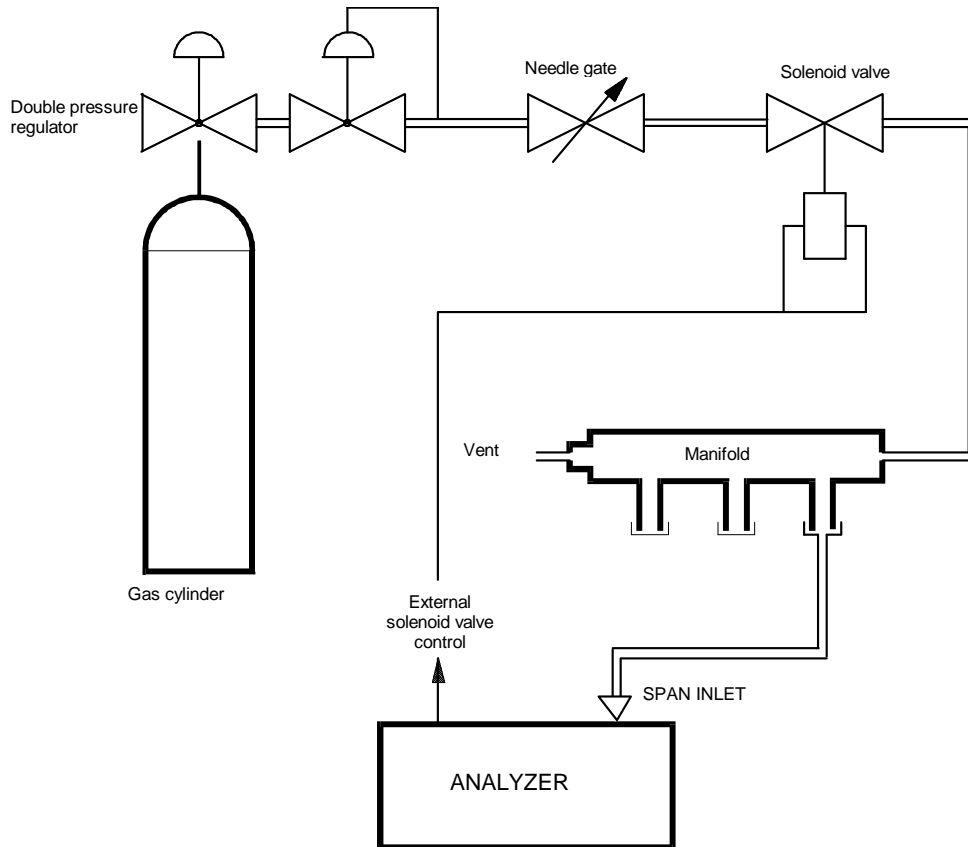 Needle gate
Solenoid valve
Double pressure
regulator
Vent
Manifold
Gas cylinder
External
solenoid valve
control
SPAN INLET
ANALYZER